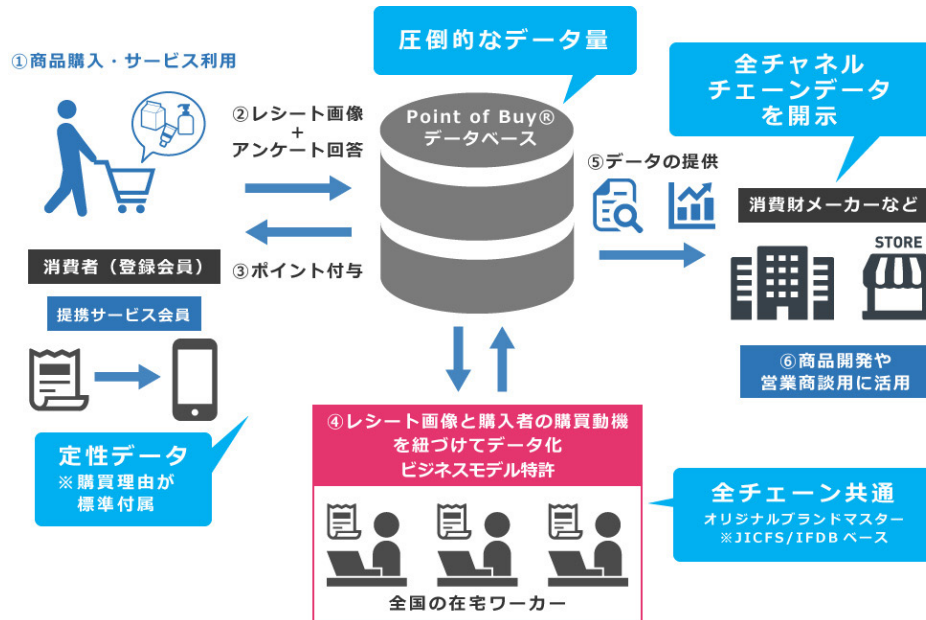 圧倒的なデータ量
①商品購入・サービス利用
全チャネル
チェーンデータ
を開示
②レシート画像
+
アンケート回答
Point of Buy®
データベース
⑤データの提供
消費財メーカーなど
STORE
消費者（登録会員）
③ポイント付与
提携サービス会員
⑥商品開発や
営業商談用に活用
④レシート画像と購入者の購買動機
を紐づけてデータ化
ビジネスモデル特許
定性データ
※購買理由が
標準付属
全チェーン共通
オリジナルブランドマスター
※JICFS/IFDBベース
全国の在宅ワーカー